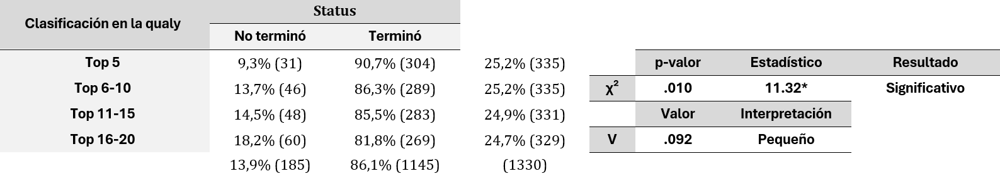 Status
Clasificación en la qualy
No terminó Terminó
Top 5 9,3% (31) 90,7% (304) 25,2% (335) p-valor Estadístico Resultado
Top 6-10 13,7% (46) 86,3% (289) 25,2% (335) χ² .010 11.32* Significativo
Top 11-15 14,5% (48) 85,5% (283) 24,9% (331) Valor Interpretación
Top 16-20 18,2% (60) 81,8% (269) 24,7% (329) V .092 Pequeño
13,9% (185) 86,1% (1145) (1330)